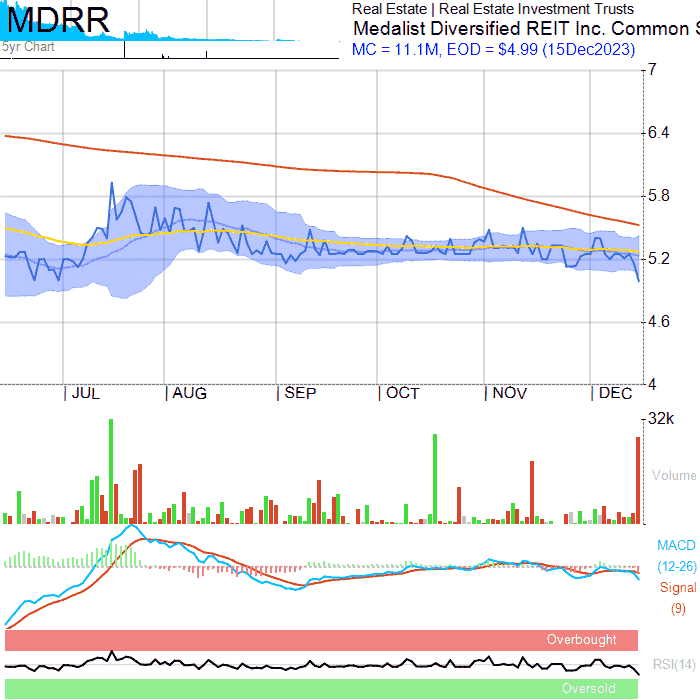 MDRR
5yr Chart
Real Estate | Real Estate Investment Trusts
Medalist Diversified REIT Inc. Common S
MC = 11.1M, EOD = $4.99 (15Dec2023)
7
6.4
5.8
5.2
4.6
4
JUL AUG SEP OCT NOV DEC
32k
Volume
MACD
(12-26)
Signal
(9)
Overbought
RSI(14)
Oversold